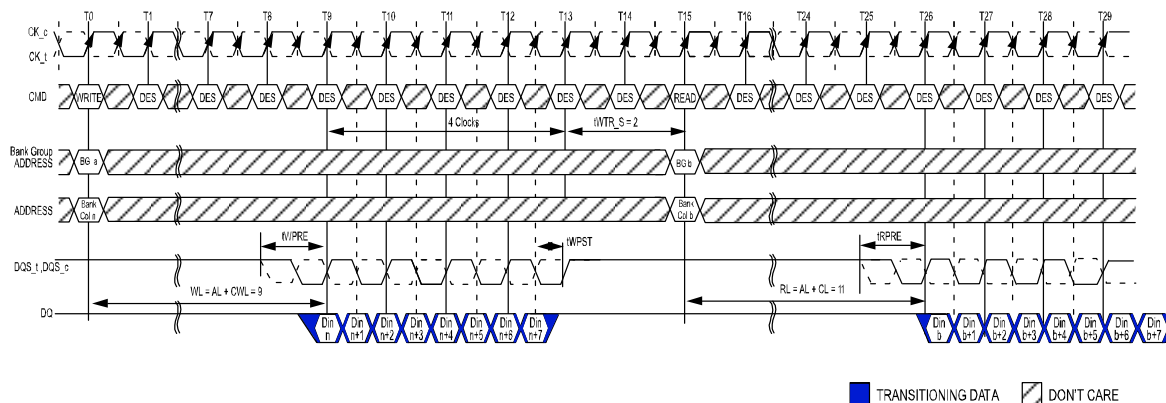 T0 T1 T7 T8 T9 T10 T11 T12 T13 T14 T15 T16 T24 T25 T26 T27 T28 T29
CK_c
CK_t
CMD WRITE DES DES DES DES DES DES DES DES DES READ DES DES DES DES DES DES DES
4 Clocks tWTR_S = 2
Bank Group
ADDRESS BG a BG b
ADDRESS Bank Col n Bank Col b
tWPRE tWPST tRPRE
DQS_t ,DQS_c
WL = AL + CWL = 9 RL = AL + CL = 11
DQ Din n Din n+1 Din n+2 Din n+3 Din n+4 Din n+5 Din n+6 Din n+7 Din b Din b+1 Din b+2 Din b+3 Din b+4 Din b+5 Din b+6 Din b+7
TRANSITIONING DATA DON'T CARE